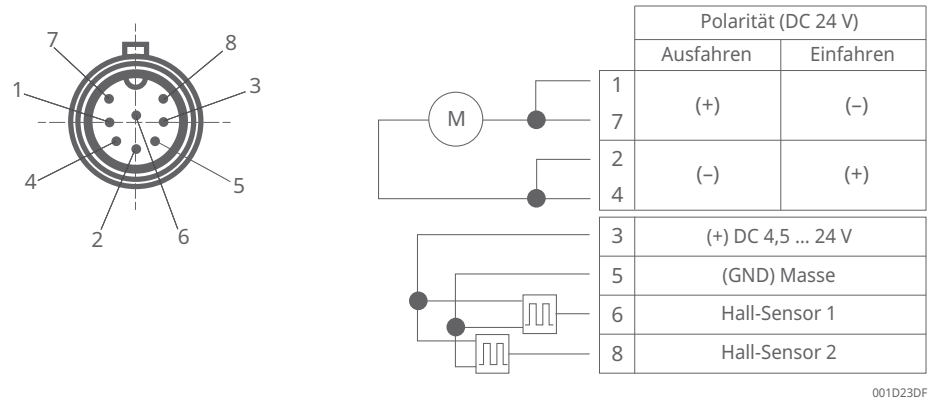 7
8
1
3
4
5
2
6
Polarität (DC 24 V)
Ausfahren Einfahren
1
M (+) (–)
7
2
(–) (+)
4
3 (+) DC 4,5 ... 24 V
5 (GND) Masse
6 Hall-Sensor 1
8 Hall-Sensor 2
001D23DF